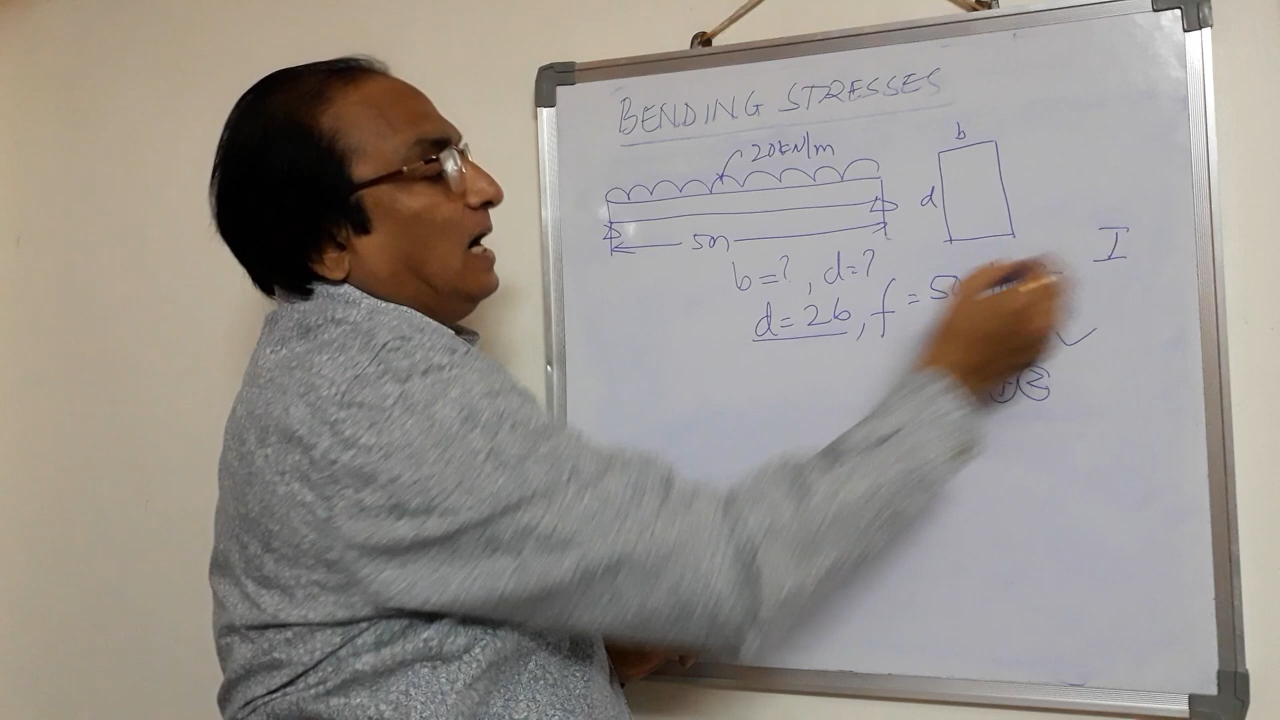 BENDING STRESSES
20kN/m
b
d
5m
I
b=?, d=?
d=2b, f =